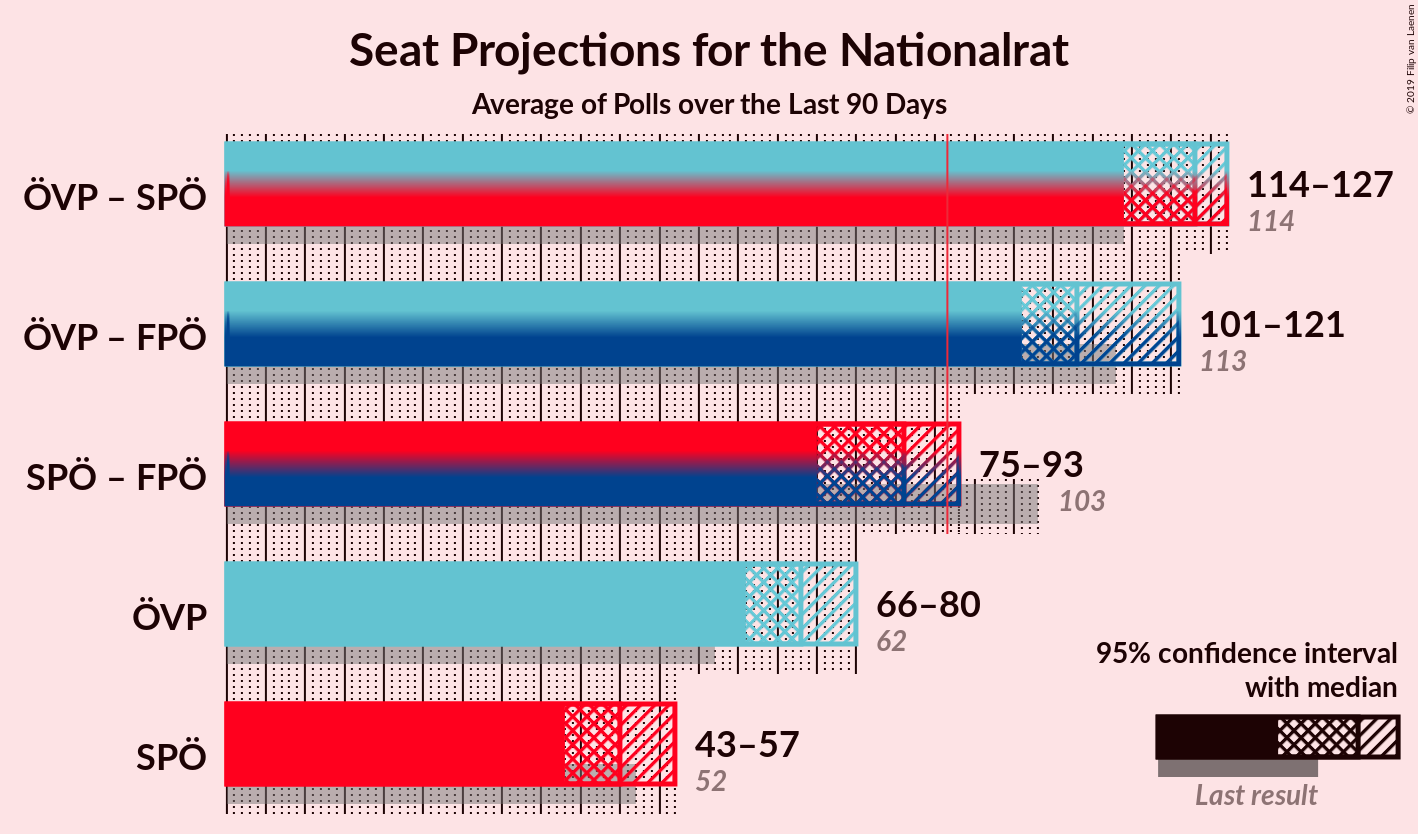 Seat Projections for the Nationalrat
Average of Polls over the Last 90 Days
© 2019 Filip van Laenen
ÖVP – SPÖ
114–127
114
ÖVP – FPÖ
101–121
113
SPÖ – FPÖ
75–93
103
ÖVP
66–80
62
SPÖ
43–57
52
95% confidence interval
with median
Last result